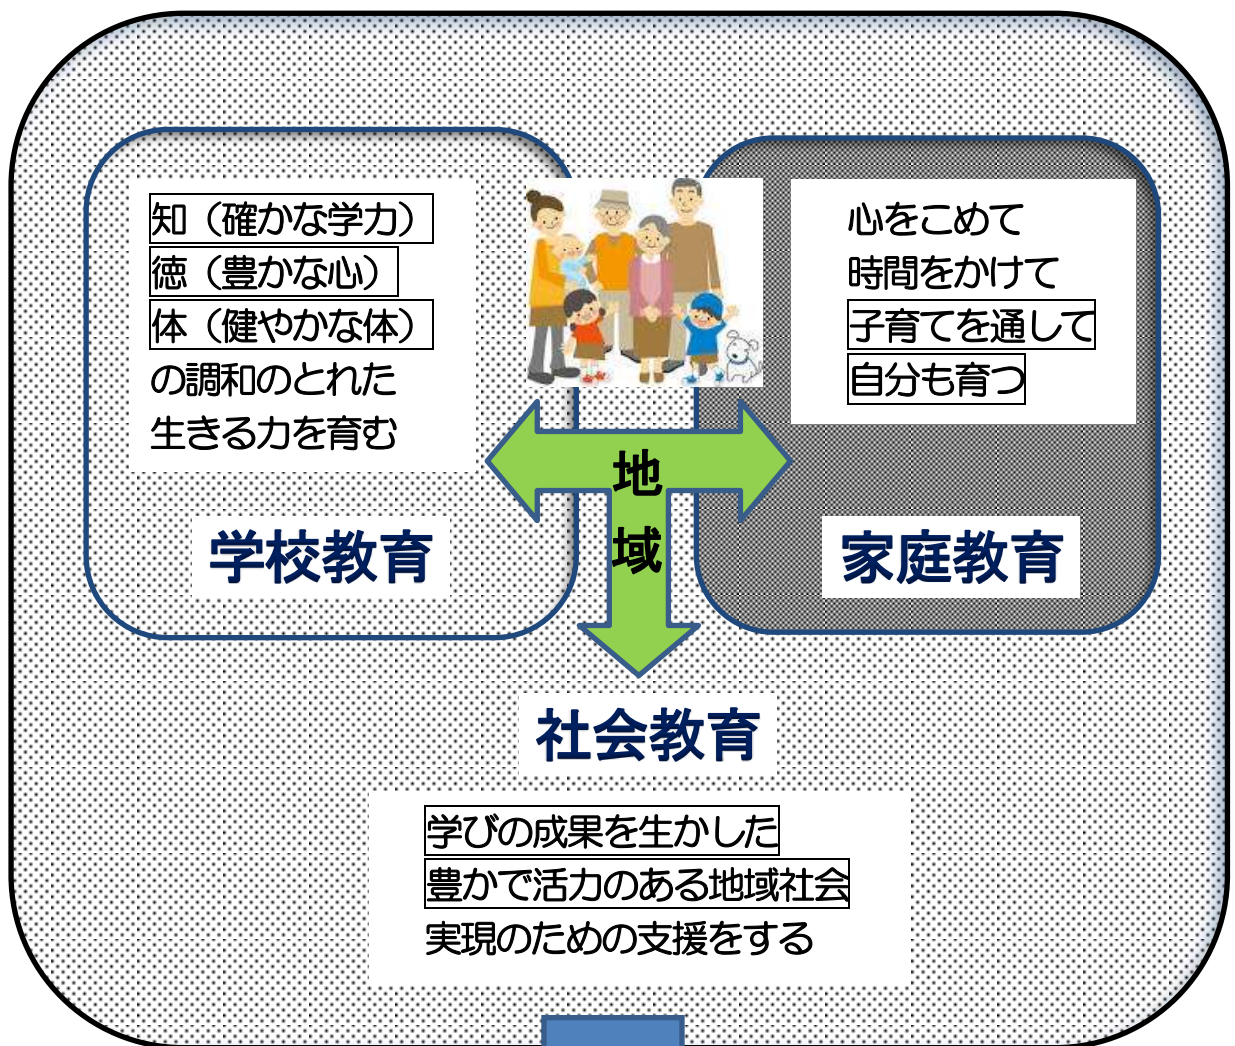 知（確かな学力）
徳（豊かな心）
体（健やかな体）
の調和のとれた
生きる力を育む
学校教育
心をこめて
時間をかけて
子育てを通して
自分も育つ
家庭教育
地
域
社会教育
学びの成果を生かした
豊かで活力のある地域社会
実現のための支援をする